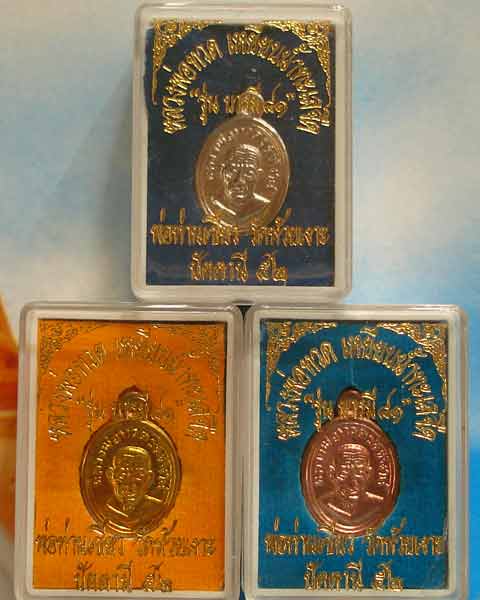 หลวงพ่อทวด เหรียญน้ำทะเลจืด
"รุ่น บารมี ๘๑"
พ่อท่านเขียว วัดห้วยเงาะ
ปัตตานี ๕๒
หลวงพ่อทวด เหรียญน้ำทะเลจืด
"รุ่น บารมี ๘๑"
พ่อท่านเขียว วัดห้วยเงาะ
ปัตตานี ๕๒
หลวงพ่อทวด เหรียญน้ำทะเลจืด
"รุ่น บารมี ๘๑"
พ่อท่านเขียว วัดห้วยเงาะ
ปัตตานี ๕๒